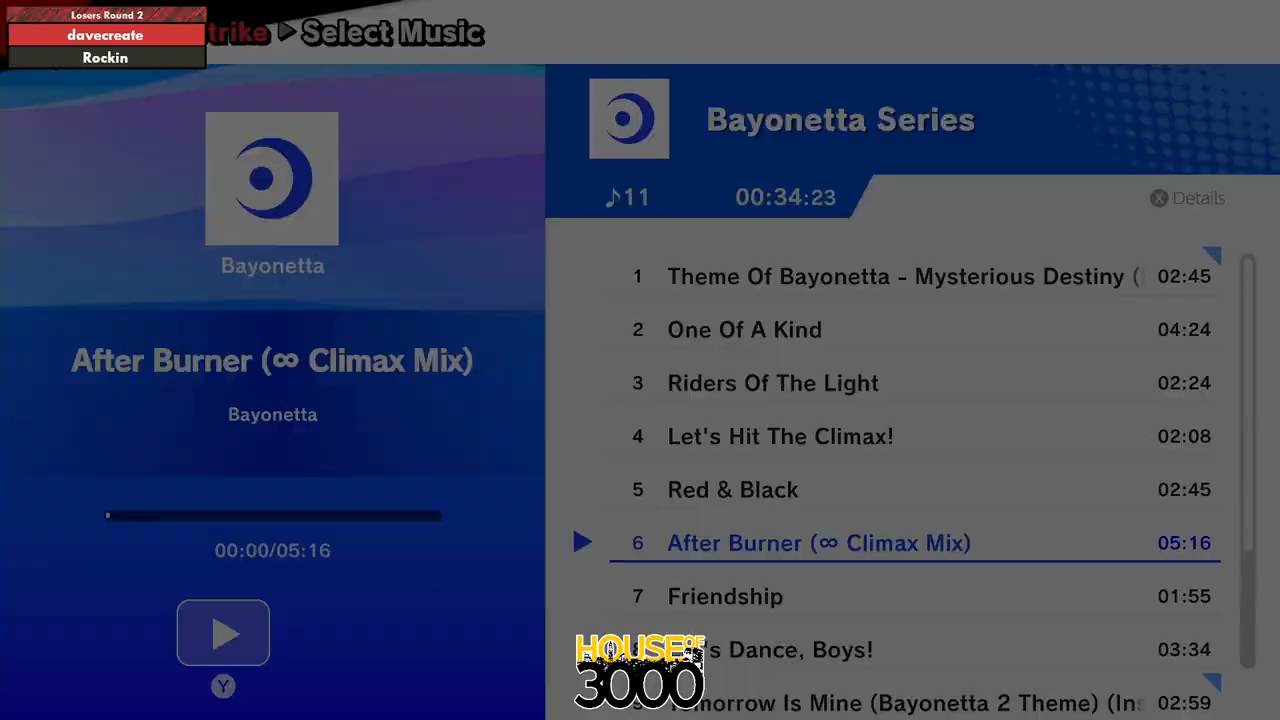 Losers Round 2
davecreate
Rockin
trike ▶ Select Music
Bayonetta
After Burner (∞ Climax Mix)
Bayonetta
00:00/05:16
Y
Bayonetta Series
♪11 00:34:23
X Details
1 Theme Of Bayonetta - Mysterious Destiny ( 02:45
2 One Of A Kind 04:24
3 Riders Of The Light 02:24
4 Let's Hit The Climax! 02:08
5 Red & Black 02:45
6 After Burner (∞ Climax Mix) 05:16
7 Friendship 01:55
's Dance, Boys! 03:34
Tomorrow Is Mine (Bayonetta 2 Theme) (Ins 02:59
HOUSE OF
3000